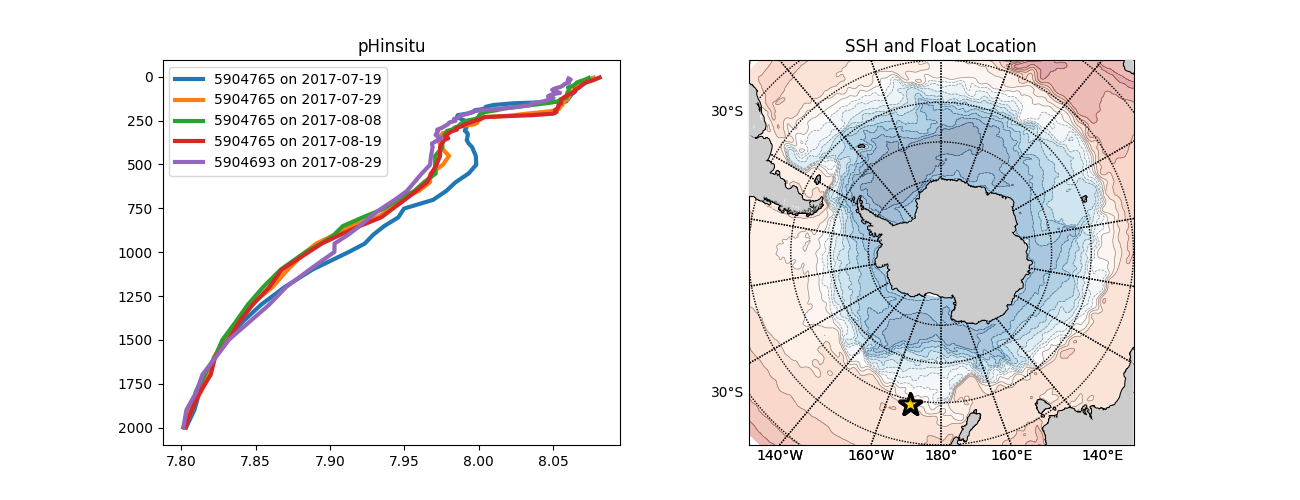 pHinsitu
5904765 on 2017-07-19
5904765 on 2017-07-29
5904765 on 2017-08-08
5904765 on 2017-08-19
5904693 on 2017-08-29
0
250
500
750
1000
1250
1500
1750
2000
7.80 7.85 7.90 7.95 8.00 8.05
SSH and Float Location
30°S
30°S
140°W 160°W 180° 160°E 140°E